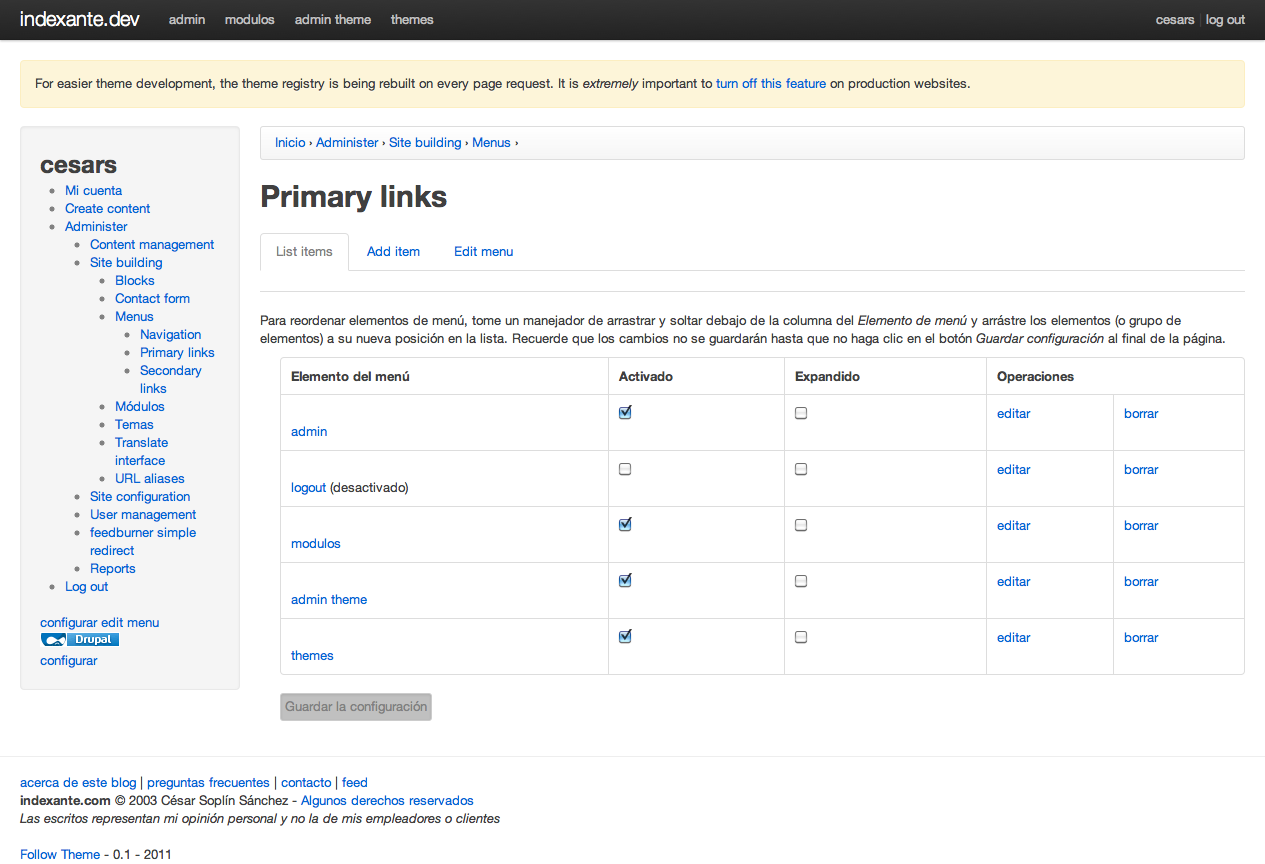 indexante.dev admin modulos admin theme themes cesars log out
For easier theme development, the theme registry is being rebuilt on every page request. It is extremely important to turn off this feature on production websites.
cesars
Mi cuenta
Create content
Administer
Content management
Site building
Blocks
Contact form
Menus
Navigation
Primary links
Secondary
links
Módulos
Temas
Translate
interface
URL aliases
Site configuration
User management
feedburner simple
redirect
Reports
Log out
configurar edit menu
Drupal
configurar
Inicio › Administer › Site building › Menus ›
Primary links
List items Add item Edit menu
Para reordenar elementos de menú, tome un manejador de arrastrar y soltar debajo de la columna del Elemento de menú y arrástre los elementos (o grupo de
elementos) a su nueva posición en la lista. Recuerde que los cambios no se guardarán hasta que no haga clic en el botón Guardar configuración al final de la página.
Elemento del menú Activado Expandido Operaciones
admin editar borrar
logout (desactivado) editar borrar
modulos editar borrar
admin theme editar borrar
themes editar borrar
Guardar la configuración
acerca de este blog | preguntas frecuentes | contacto | feed
indexante.com © 2003 César Soplín Sánchez - Algunos derechos reservados
Las escritos representan mi opinión personal y no la de mis empleadores o clientes
Follow Theme - 0.1 - 2011